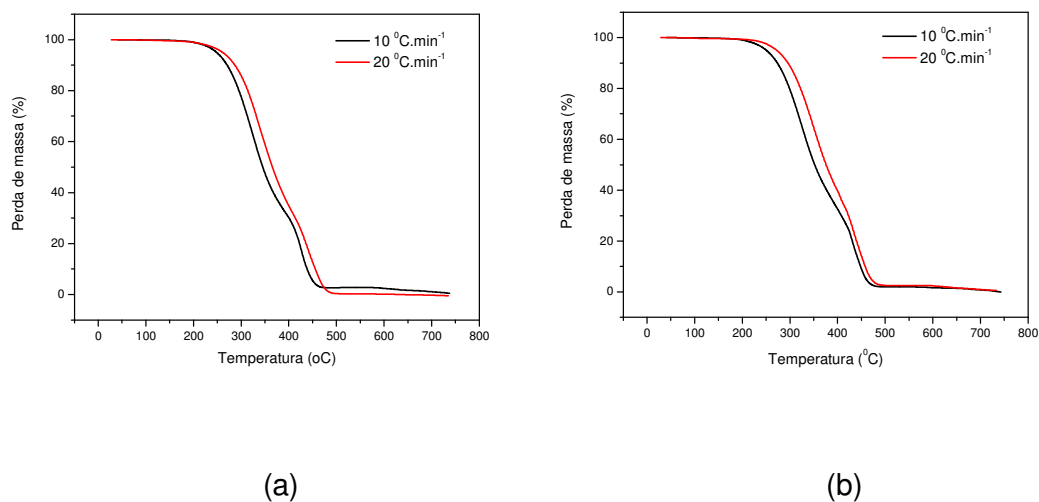 100
80
60
40
20
0
Perda de massa (%)
10 ⁰C.min⁻¹
20 ⁰C.min⁻¹
0 100 200 300 400 500 600 700 800
Temperatura (oC)
(a)
100
80
60
40
20
0
Perda de massa (%)
10 ⁰C.min⁻¹
20 ⁰C.min⁻¹
0 100 200 300 400 500 600 700 800
Temperatura (⁰C)
(b)